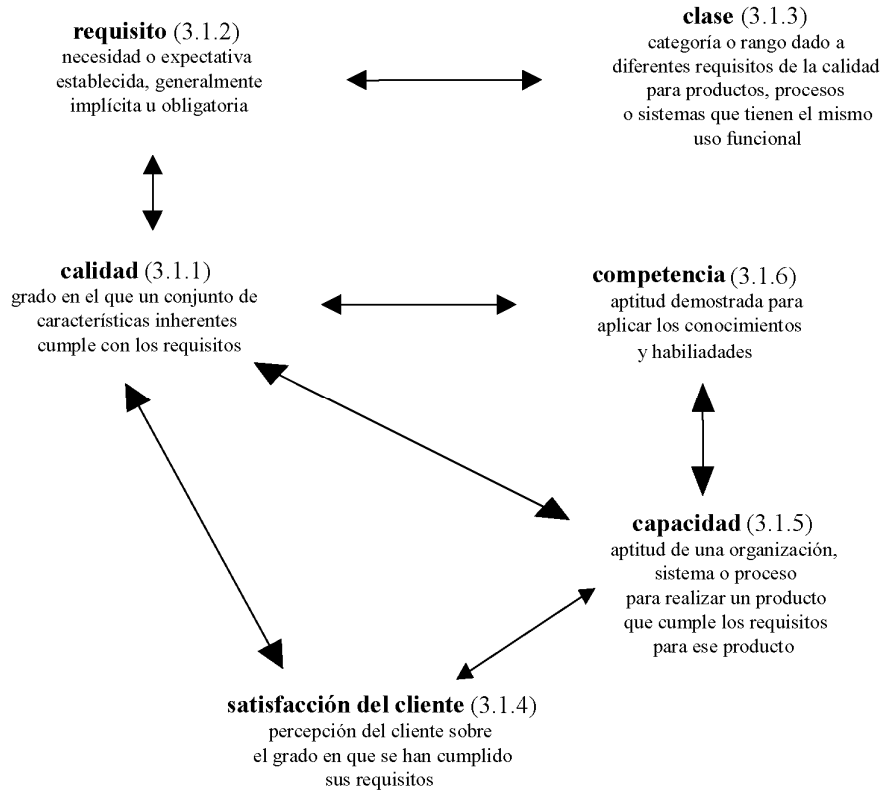 requisito (3.1.2)
necesidad o expectativa
establecida, generalmente
implícita u obligatoria
clase (3.1.3)
categoría o rango dado a
diferentes requisitos de la calidad
para productos, procesos
o sistemas que tienen el mismo
uso funcional
calidad (3.1.1)
grado en el que un conjunto de
características inherentes
cumple con los requisitos
competencia (3.1.6)
aptitud demostrada para
aplicar los conocimientos
y habiliadades
capacidad (3.1.5)
aptitud de una organización,
sistema o proceso
para realizar un producto
que cumple los requisitos
para ese producto
satisfacción del cliente (3.1.4)
percepción del cliente sobre
el grado en que se han cumplido
sus requisitos